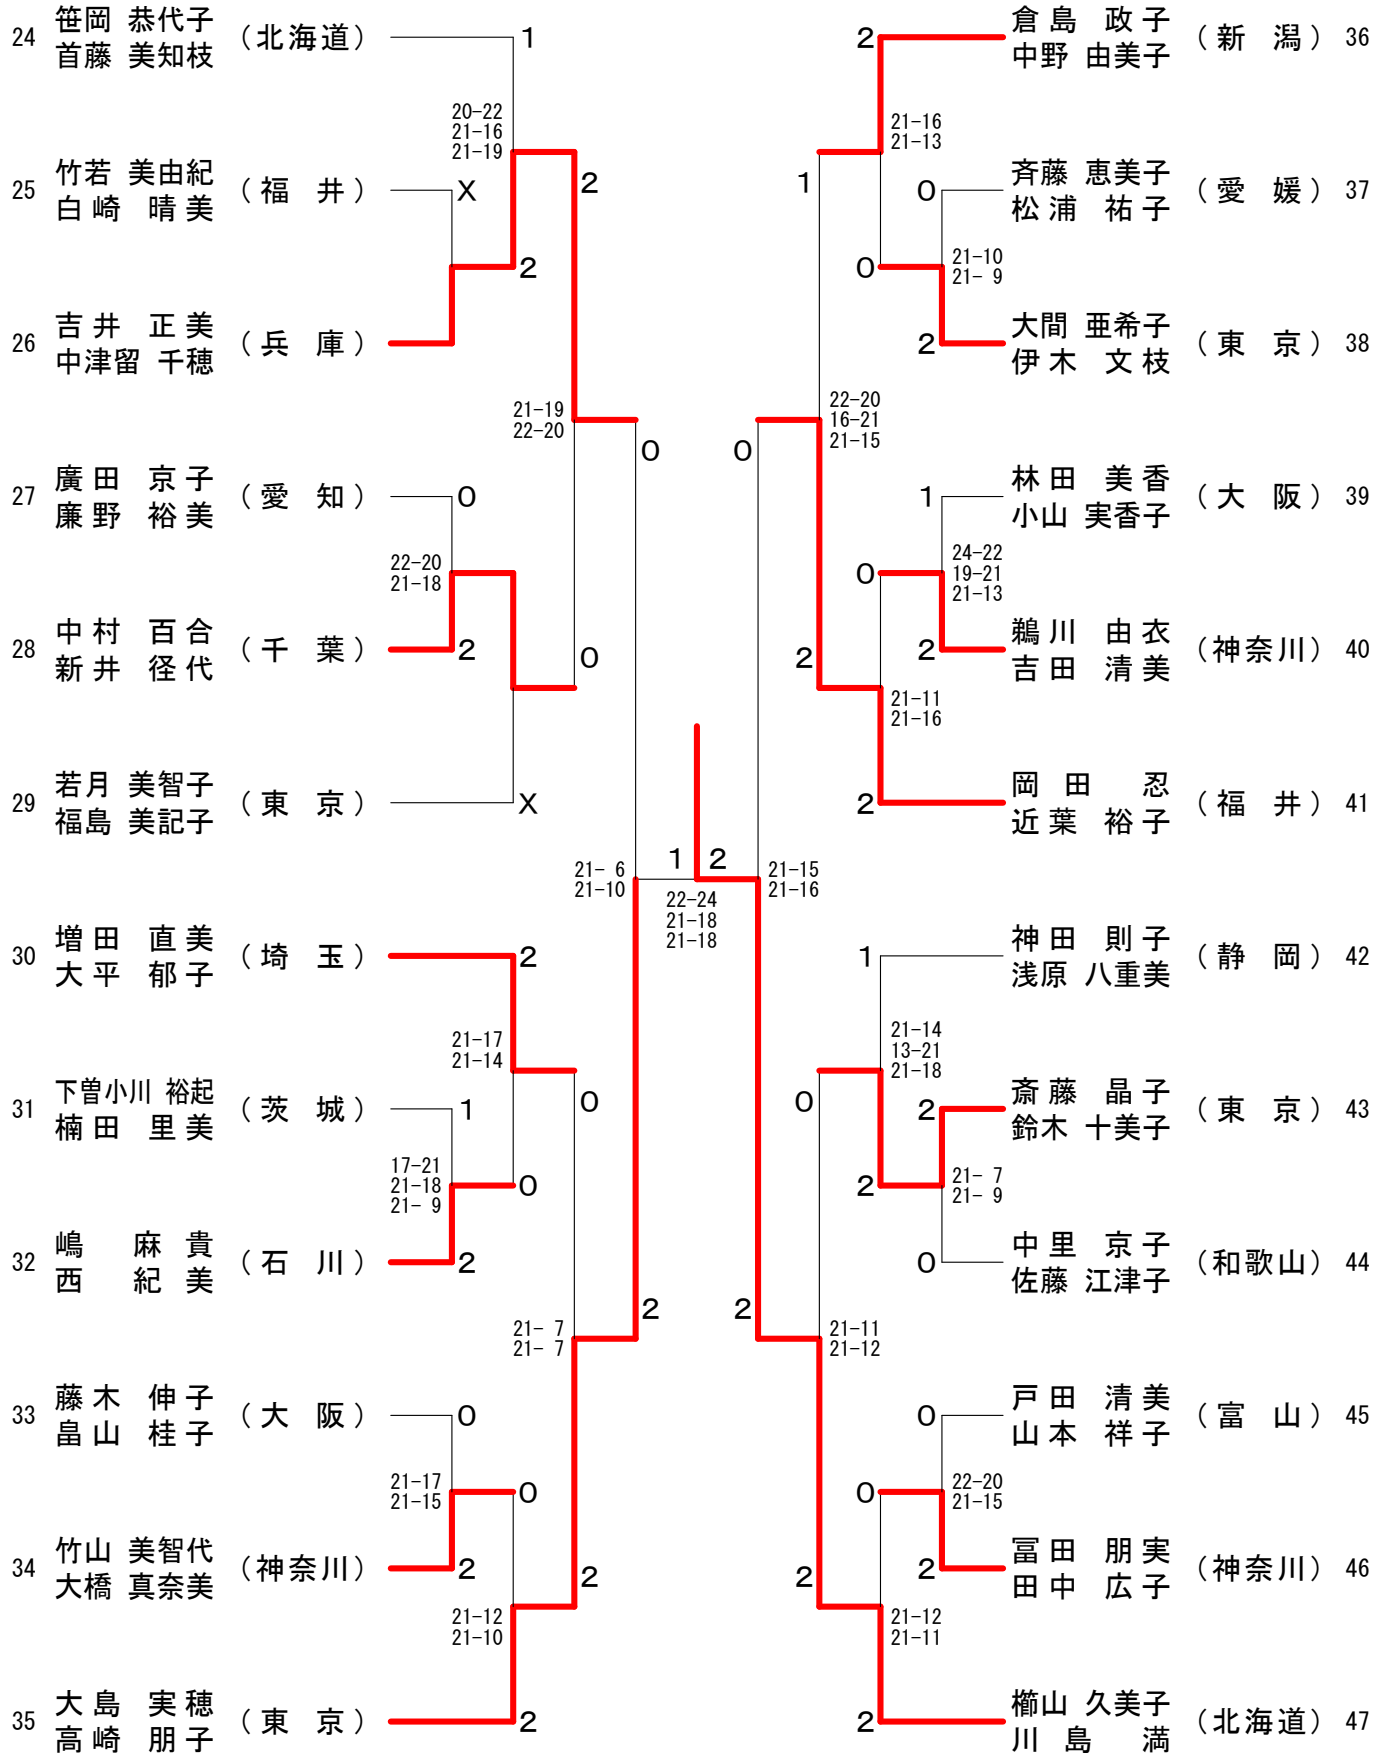 24 笹岡 恭代子 (北海道) 1
首藤 美知枝
20-22
21-16
21-19
25 竹若 美由紀 (福 井) X
白崎 晴美
2
2
26 吉井 正美 (兵 庫)
中津留 千穂
21-19
22-20
0
27 廣田 京子 (愛 知) 0
廉野 裕美
22-20
21-18
28 中村 百合 (千 葉) 2
新井 径代
0
29 若月 美智子 (東 京) X
福島 美記子
21- 6
21-10
30 増田 直美 (埼 玉) 2
大平 郁子
21-17
21-14
31 下曽小川 裕起 (茨 城) 1
楠田 里美
0
17-21
21-18
21- 9
0
32 嶋 麻貴 (石 川) 2
西 紀美
2
21- 7
21- 7
33 藤木 伸子 (大 阪) 0
畠山 桂子
21-17
21-15
0
34 竹山 美智代 (神奈川) 2
大橋 真奈美
2
21-12
21-10
35 大島 実穂 (東 京) 2
高崎 朋子
1 2
22-24
21-18
21-18
2 倉島 政子 (新 潟) 36
中野 由美子
21-16
21-13
1
0 斉藤 恵美子 (愛 媛) 37
松浦 祐子
21-10
21- 9
0
2 大間 亜希子 (東 京) 38
伊木 文枝
22-20
16-21
21-15
0
1 林田 美香 (大 阪) 39
小山 実香子
24-22
19-21
21-13
0
2 鵜川 由衣 (神奈川) 40
吉田 清美
2
21-11
21-16
2 岡田 忍 (福 井) 41
近葉 裕子
21-15
21-16
1 神田 則子 (静 岡) 42
浅原 八重美
21-14
13-21
21-18
0
2 斎藤 晶子 (東 京) 43
鈴木 十美子
21- 7
21- 9
2
0 中里 京子 (和歌山) 44
佐藤 江津子
2
21-11
21-12
0 戸田 清美 (富 山) 45
山本 祥子
22-20
21-15
0
2 冨田 朋実 (神奈川) 46
田中 広子
2
21-12
21-11
2 櫛山 久美子 (北海道) 47
川島 満